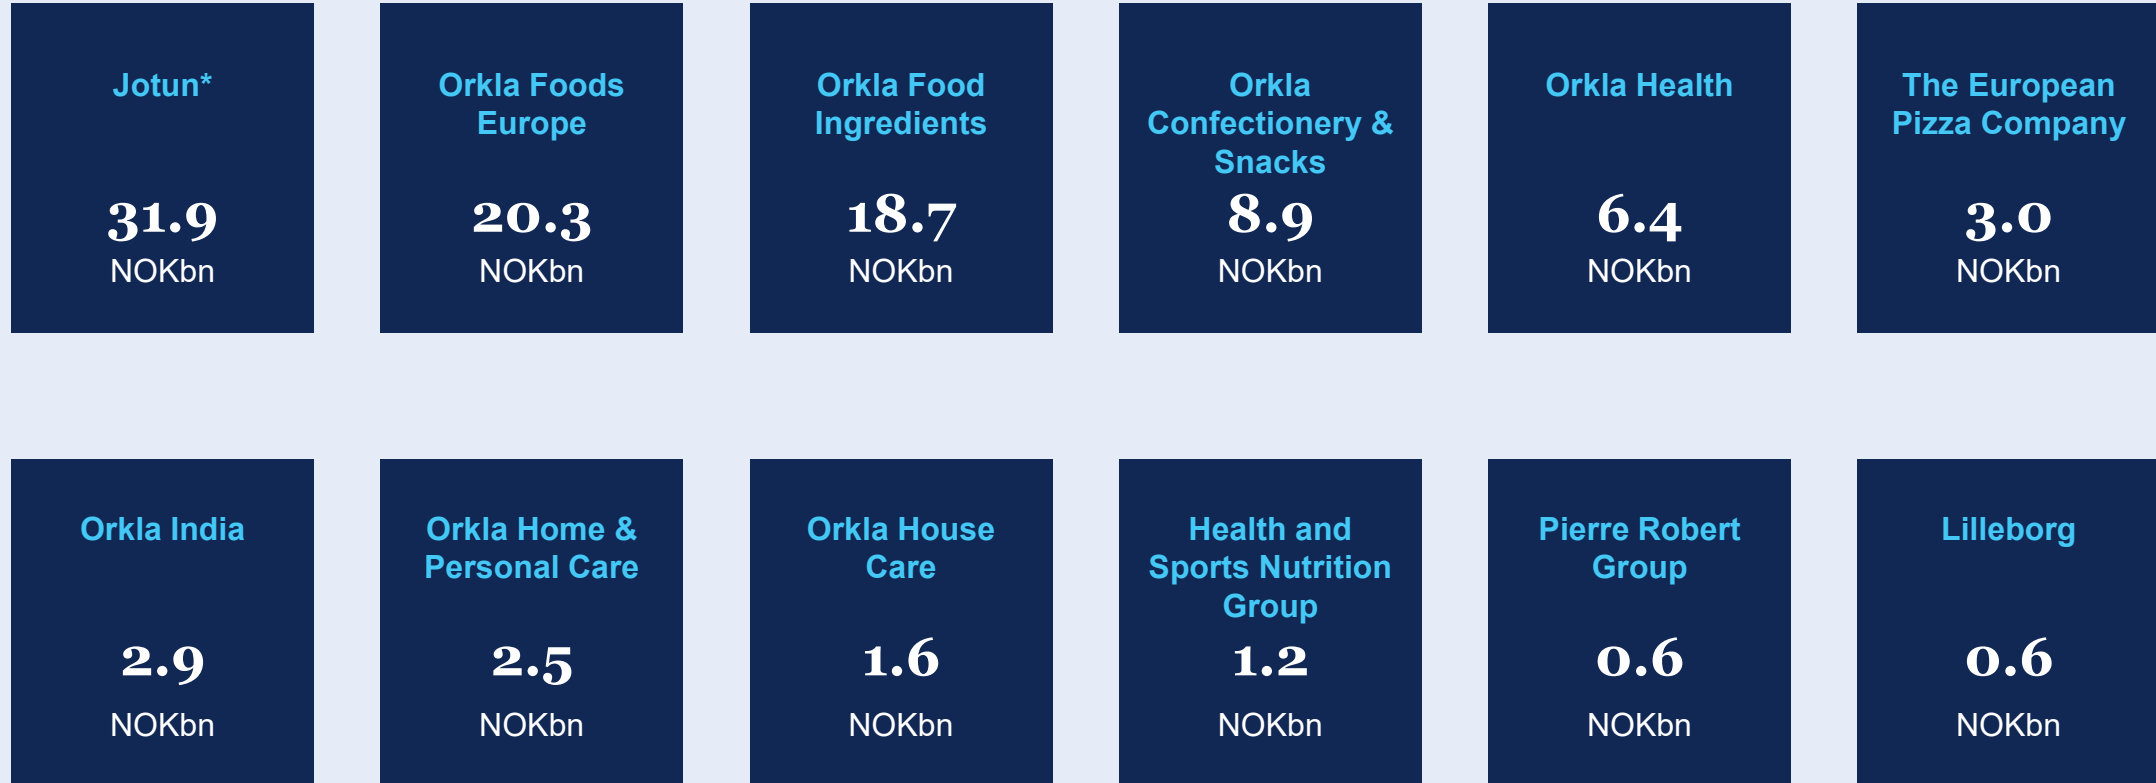 Jotun*
31.9
NOKbn
Orkla Foods
Europe
20.3
NOKbn
Orkla Food
Ingredients
18.7
NOKbn
Orkla
Confectionery &
Snacks
8.9
NOKbn
Orkla Health
6.4
NOKbn
The European
Pizza Company
3.0
NOKbn
Orkla India
2.9
NOKbn
Orkla Home &
Personal Care
2.5
NOKbn
Orkla House
Care
1.6
NOKbn
Health and
Sports Nutrition
Group
1.2
NOKbn
Pierre Robert
Group
0.6
NOKbn
Lilleborg
0.6
NOKbn